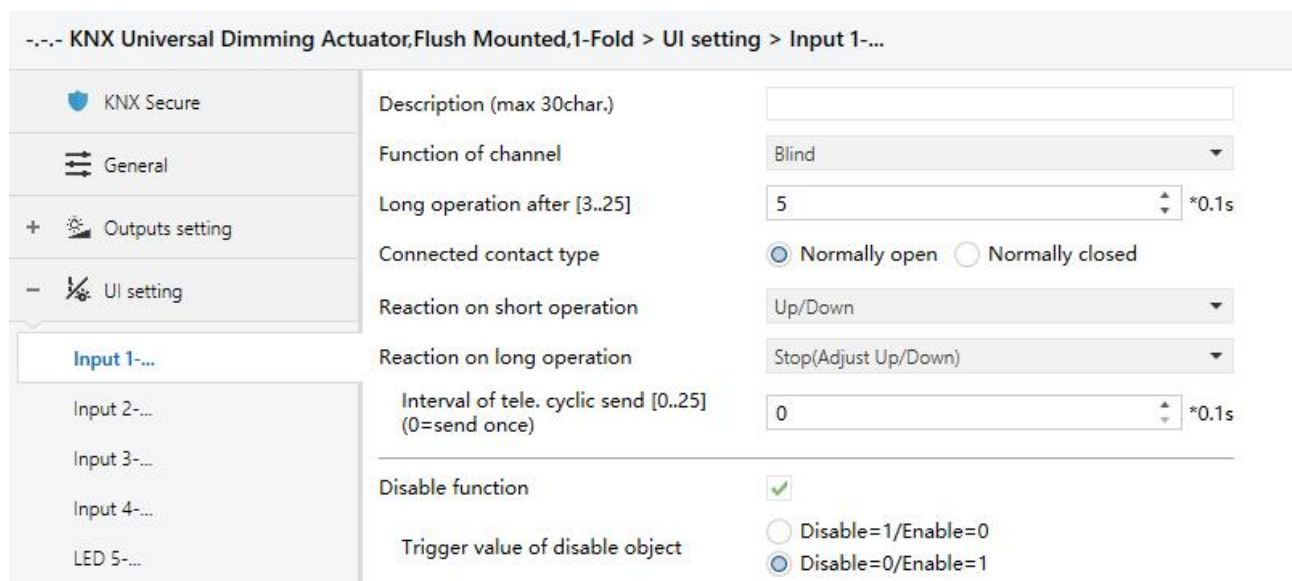 -.-.- KNX Universal Dimming Actuator,Flush Mounted,1-Fold > UI setting > Input 1-...
KNX Secure
General
+ Outputs setting
− UI setting
Input 1-...
Input 2-...
Input 3-...
Input 4-...
LED 5-...
Description (max 30char.)
Function of channel Blind
Long operation after [3..25] 5 *0.1s
Connected contact type Normally open Normally closed
Reaction on short operation Up/Down
Reaction on long operation Stop(Adjust Up/Down)
Interval of tele. cyclic send [0..25]
(0=send once) 0 *0.1s
Disable function
Trigger value of disable object
Disable=1/Enable=0
Disable=0/Enable=1